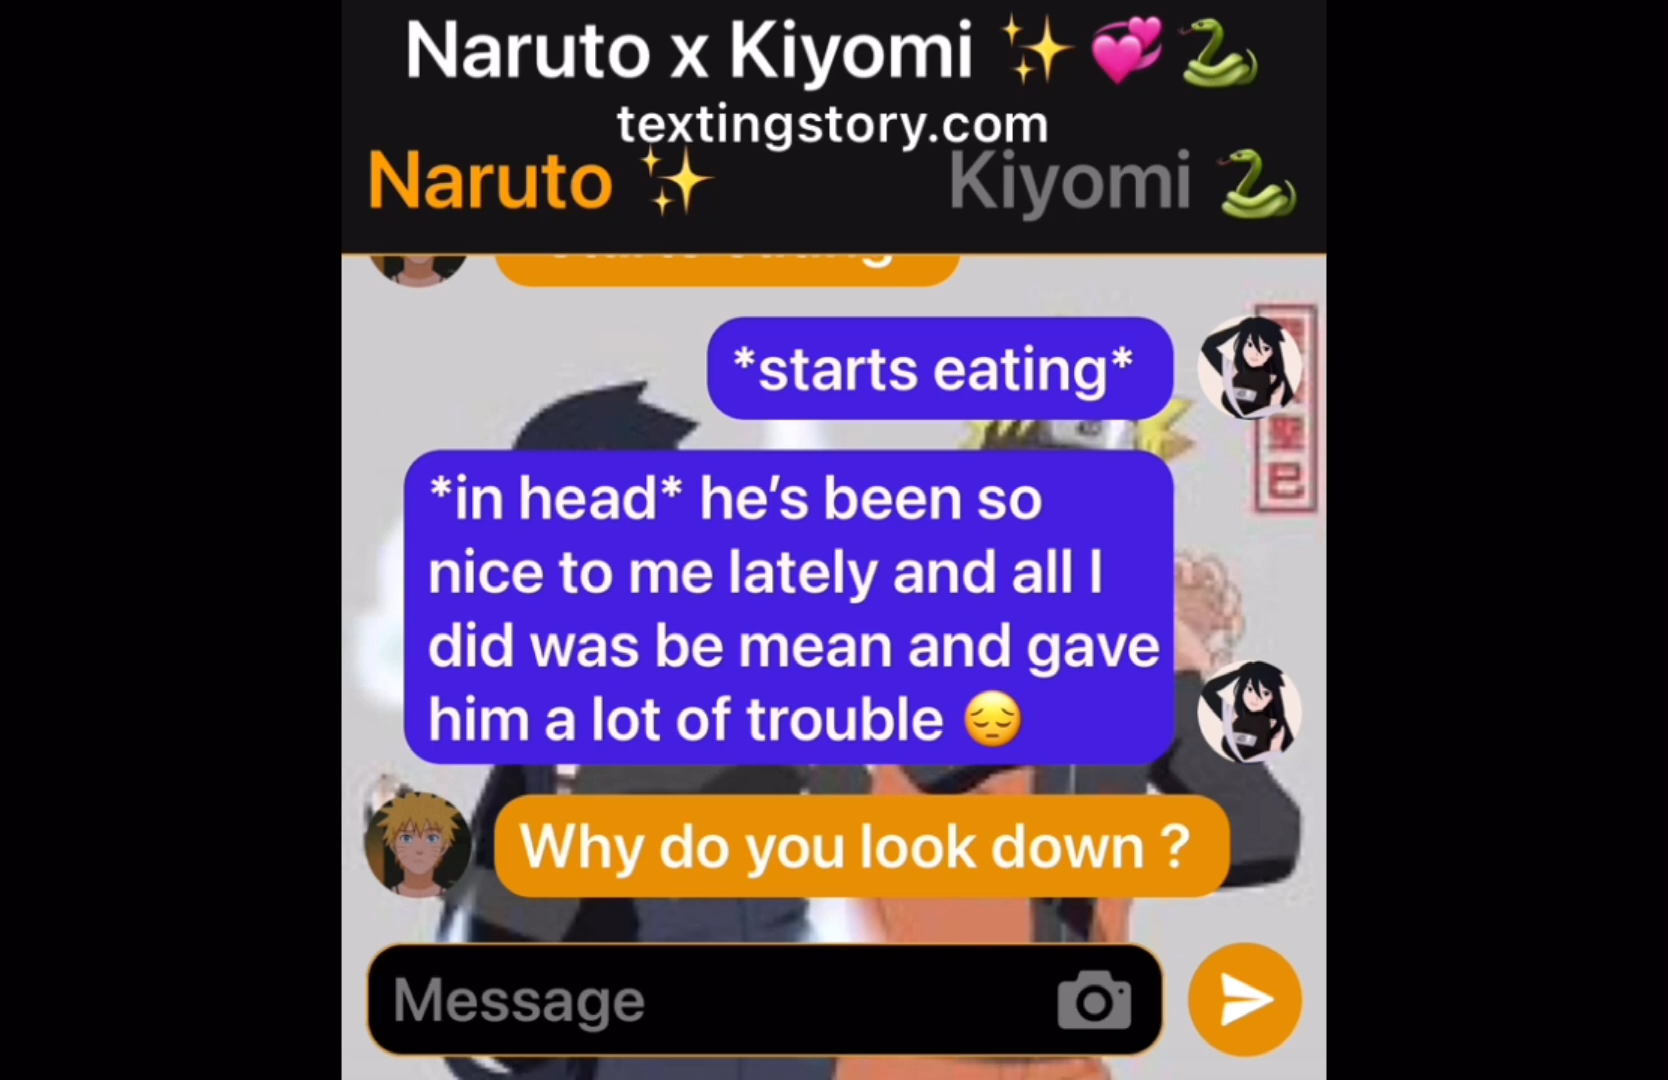 Naruto x Kiyomi ✨💞🐍
textingstory.com
Naruto ✨
Kiyomi 🐍
*starts eating*
*in head* he’s been so
nice to me lately and all I
did was be mean and gave
him a lot of trouble 😔
Why do you look down ?
Message